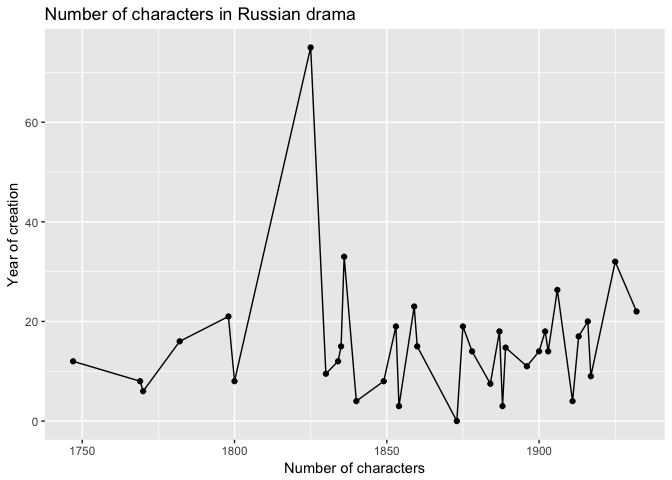 Number of characters in Russian drama
Year of creation
60
40
20
0
1750
1800
1850
1900
Number of characters